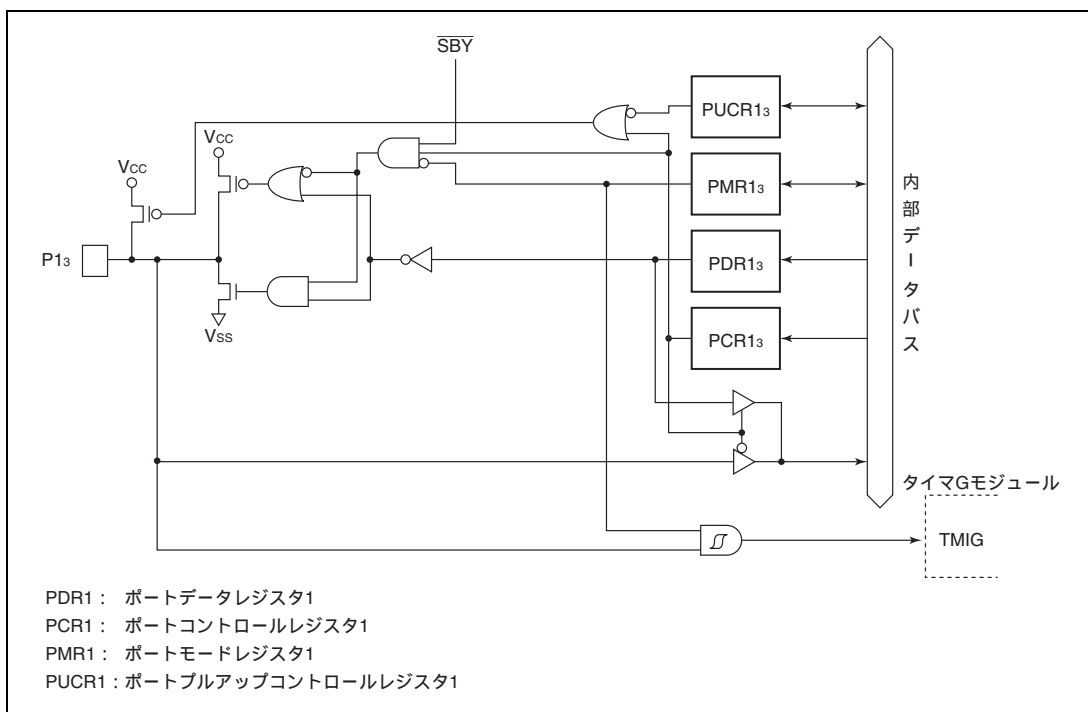 SBY
PUCR13
VCC
VCC
PMR13
内部データバス
P13
PDR13
VSS
PCR13
タイマGモジュール
TMIG
PDR1： ポートデータレジスタ1
PCR1： ポートコントロールレジスタ1
PMR1： ポートモードレジスタ1
PUCR1：ポートプルアップコントロールレジスタ1